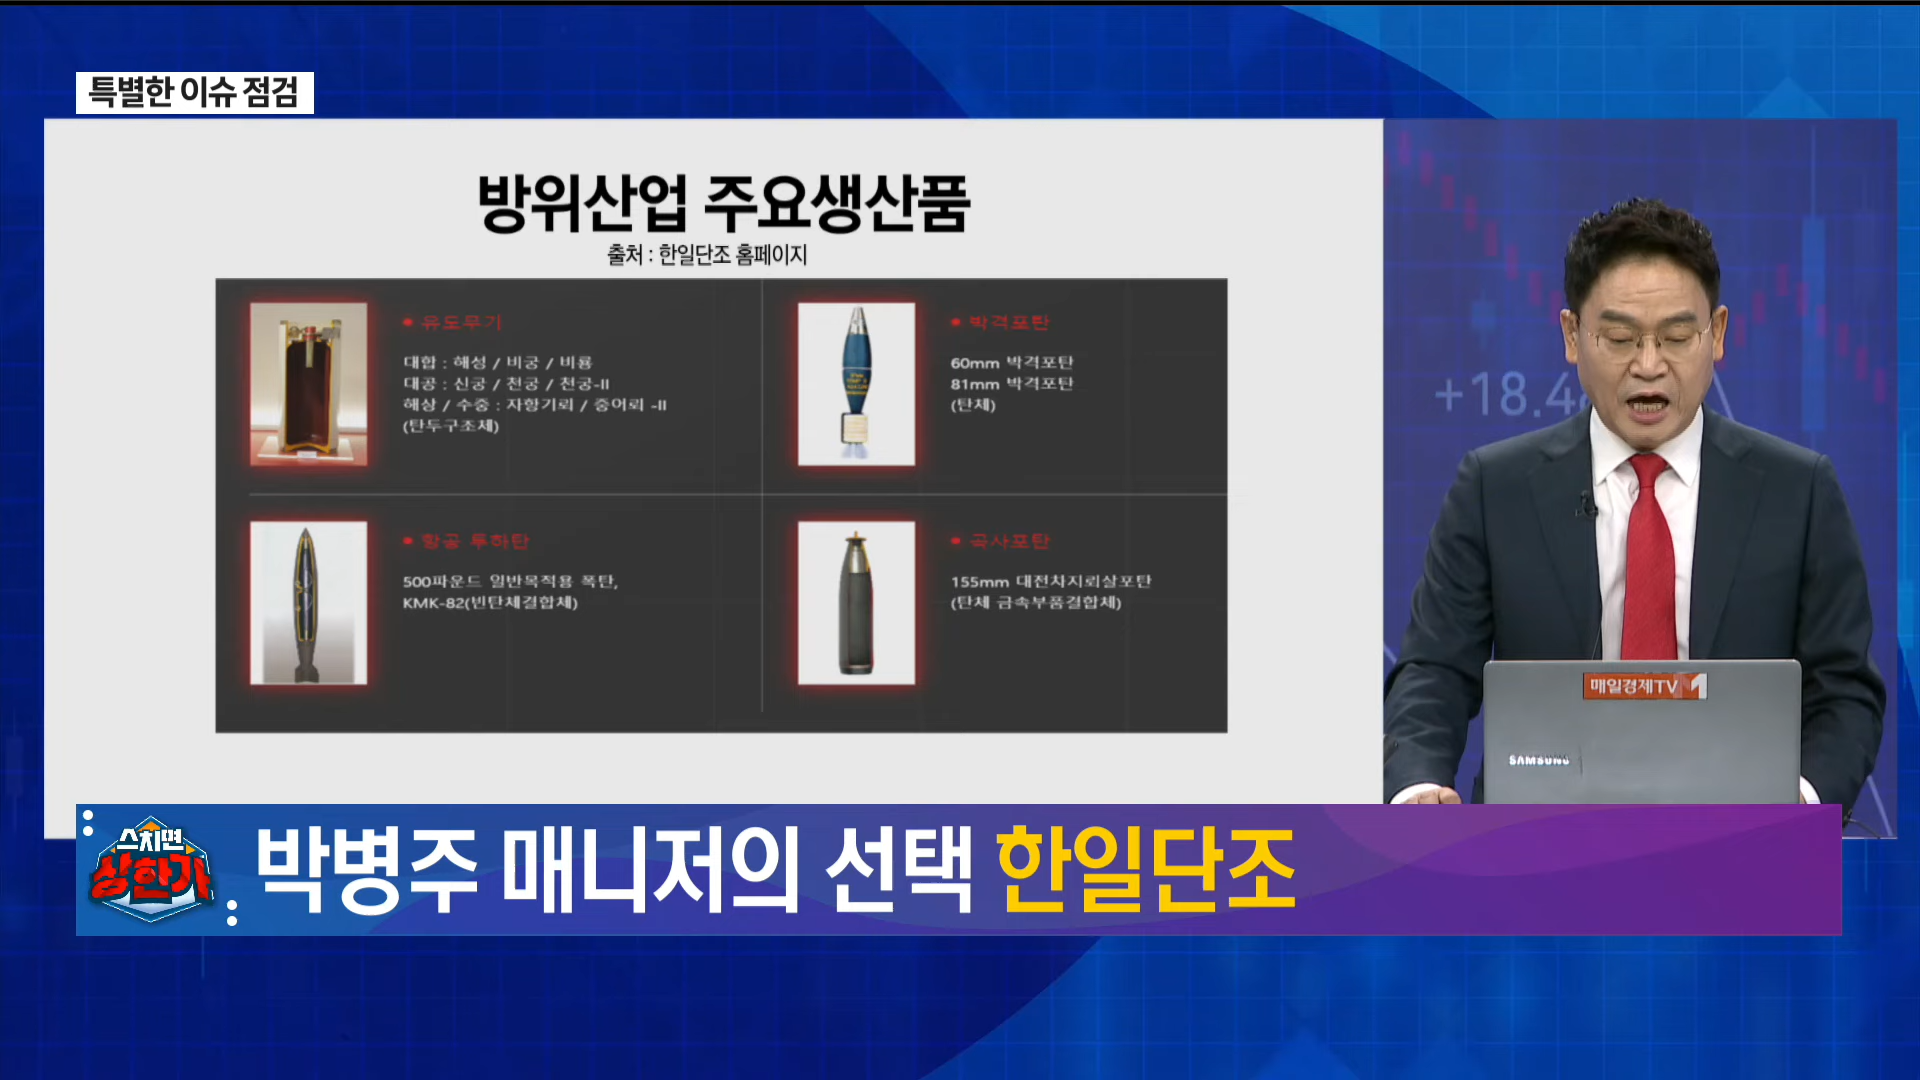 특별한 이슈 점검
방위산업 주요생산품
출처 : 한일단조 홈페이지
• 유도무기
대함 : 해성 / 비궁 / 비룡
대공 : 신궁 / 천궁 / 천궁-II
해상 / 수중 : 자항기뢰 / 중어뢰 -II
(탄두구조체)
• 박격포탄
60mm 박격포탄
81mm 박격포탄
(탄체)
• 항공 투하탄
500파운드 일반목적용 폭탄,
KMK-82(빈탄체결합체)
• 곡사포탄
155mm 대전차지뢰살포탄
(탄체 금속부품결합체)
매일경제TV
SAMSUNG
스치면
상한가
박병주 매니저의 선택 한일단조